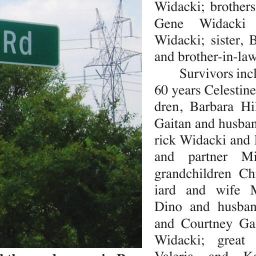 Rd
Widacki; brothers
Gene Widacki
Widacki; sister, B
and brother-in-law
Survivors incl
60 years Celestine
dren, Barbara Hi
Gaitan and husban
rick Widacki and
and partner Mi
grandchildren Ch
iard and wife M
Dino and husban
and Courtney Ga
Widacki; great